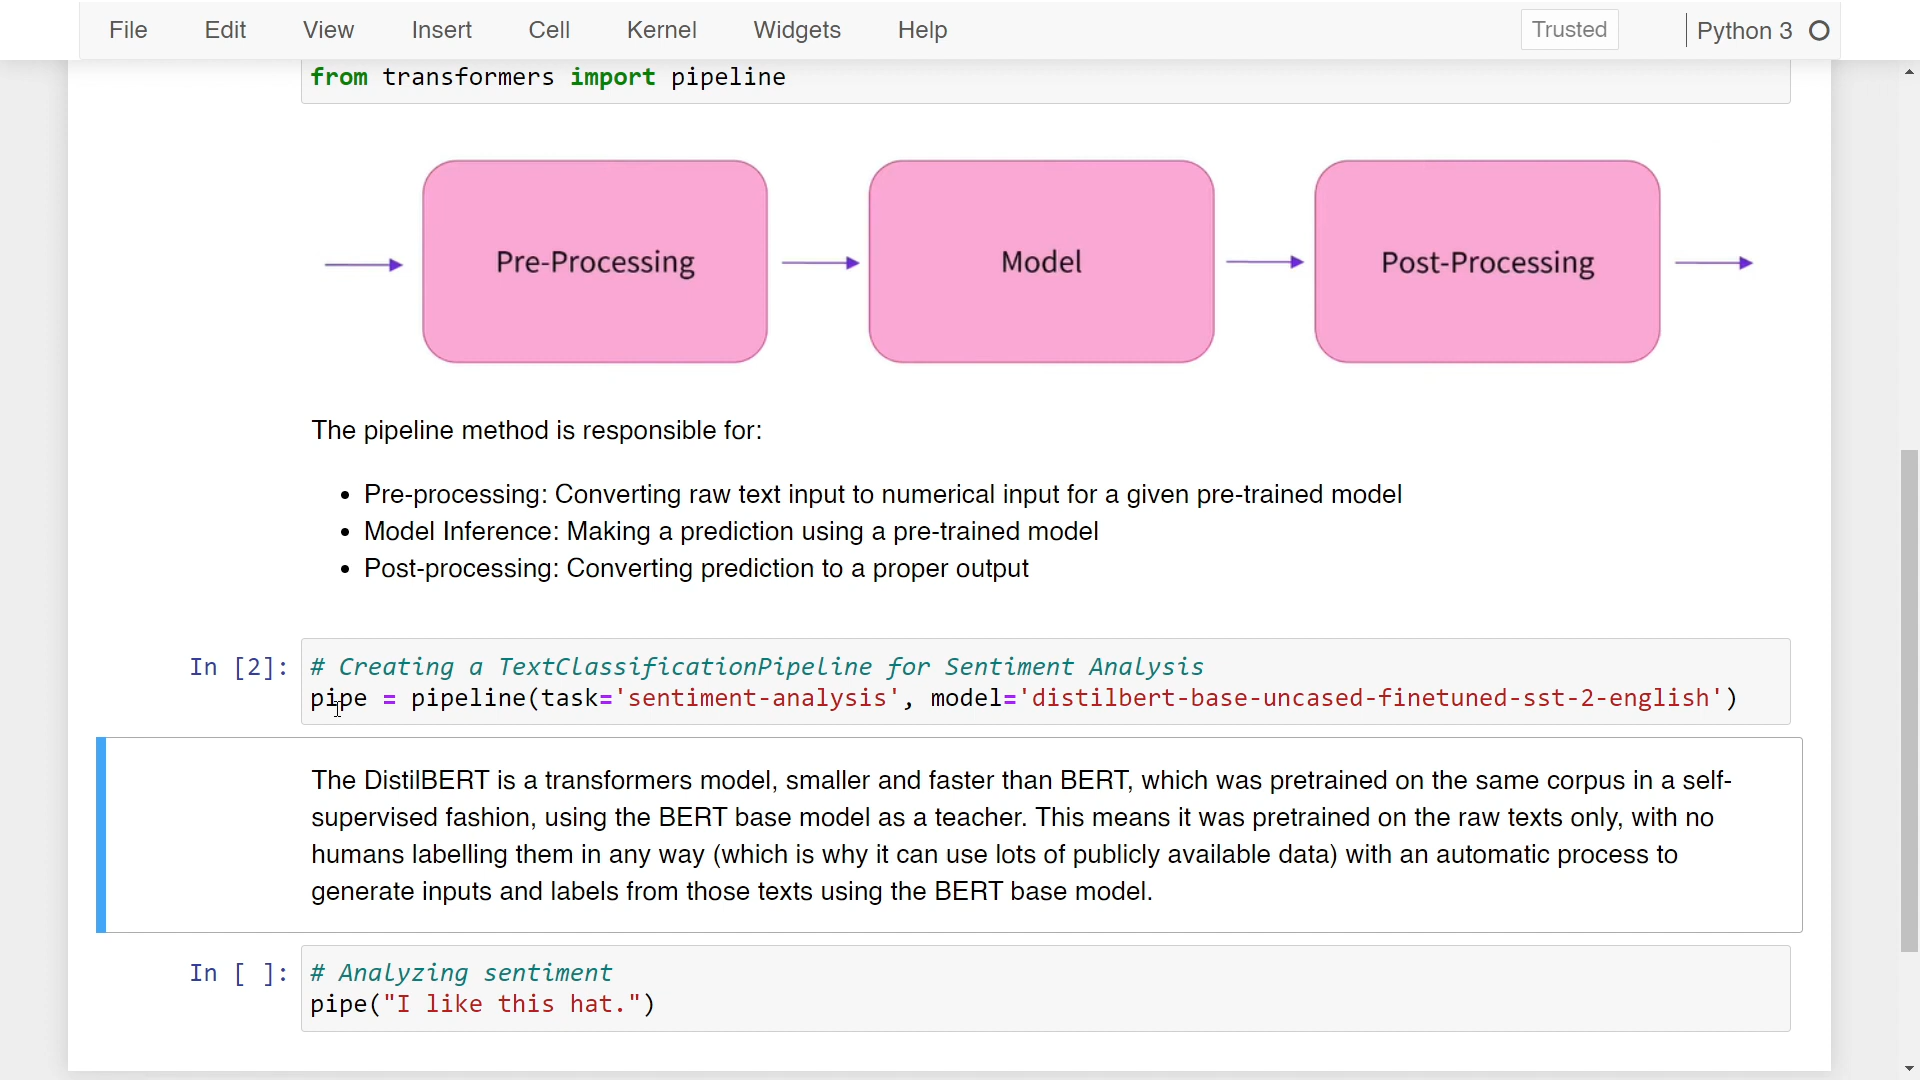 File Edit View Insert Cell Kernel Widgets Help Trusted Python 3
from transformers import pipeline
Pre-Processing Model Post-Processing
The pipeline method is responsible for:
• Pre-processing: Converting raw text input to numerical input for a given pre-trained model
• Model Inference: Making a prediction using a pre-trained model
• Post-processing: Converting prediction to a proper output
In [2]: # Creating a TextClassificationPipeline for Sentiment Analysis
pipe = pipeline(task='sentiment-analysis', model='distilbert-base-uncased-finetuned-sst-2-english')
The DistilBERT is a transformers model, smaller and faster than BERT, which was pretrained on the same corpus in a self-
supervised fashion, using the BERT base model as a teacher. This means it was pretrained on the raw texts only, with no
humans labelling them in any way (which is why it can use lots of publicly available data) with an automatic process to
generate inputs and labels from those texts using the BERT base model.
In [ ]: # Analyzing sentiment
pipe("I like this hat.")